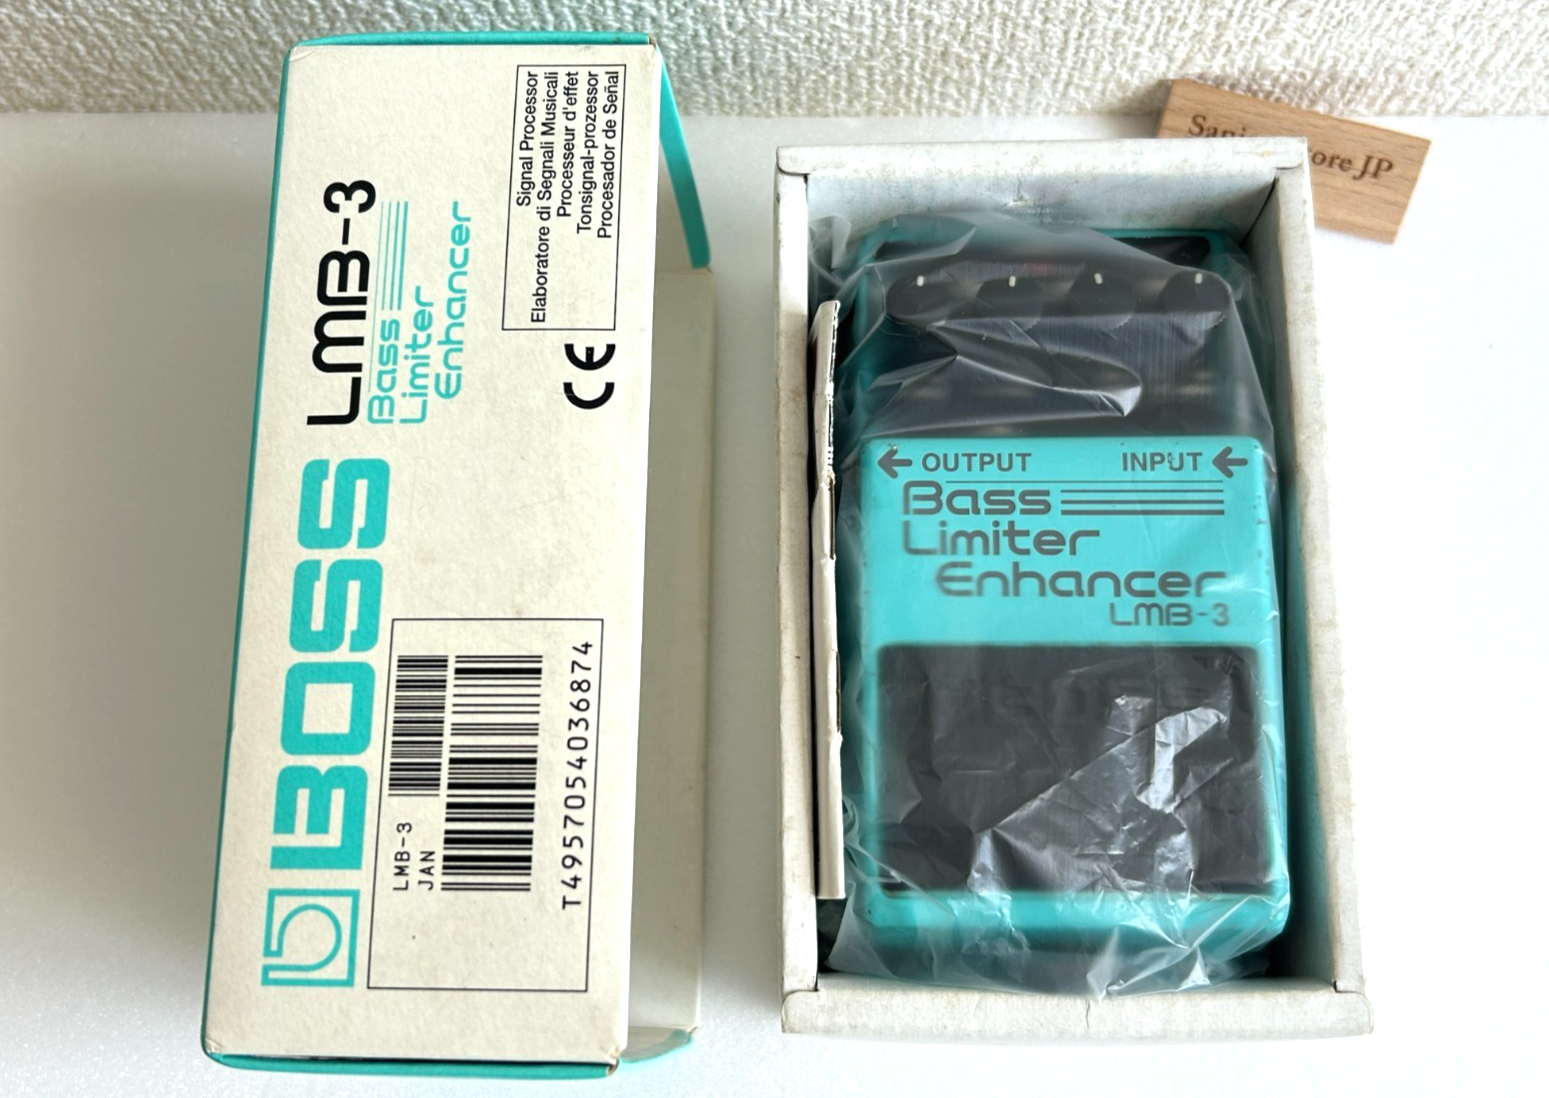 BOSS LMB-3
Bass
Limiter
Enhancer
Signal Processor
Elaboratore di Segnali Musicali
Processeur d'effet
Tonsignal-prozessor
Procesador de Señal
CE
LMB-3
JAN
T4957054036874
OUTPUT INPUT
Bass
Limiter
Enhancer
LMB-3
BOSS